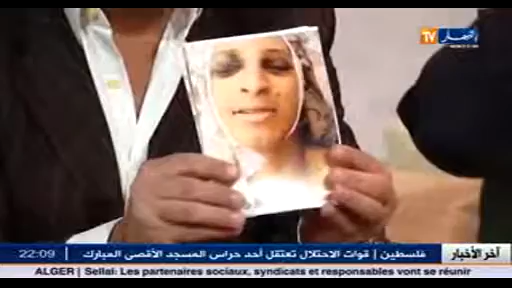 النهار TV
22:09 فلسطين | قوات الاحتلال تعتقل أحد حراس المسجد الأقصى المبارك آخر الأخبار
ALGER | Sellal: Les partenaires sociaux, syndicats et responsables vont se réunir